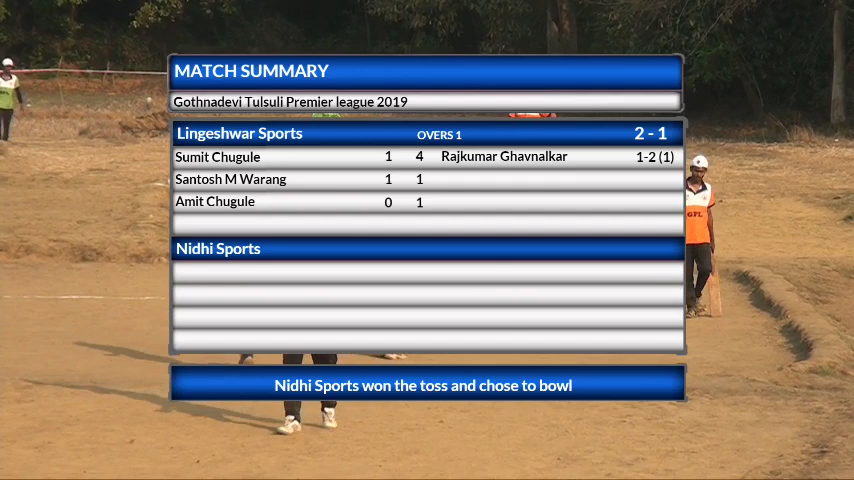 MATCH SUMMARY
Gothnadevi Tulsuli Premier league 2019
Lingeshwar Sports OVERS 1 2 - 1
Sumit Chugule 1 4 Rajkumar Ghavnalkar 1-2 (1)
Santosh M Warang 1 1
Amit Chugule 0 1
GPL
Nidhi Sports
Nidhi Sports won the toss and chose to bowl